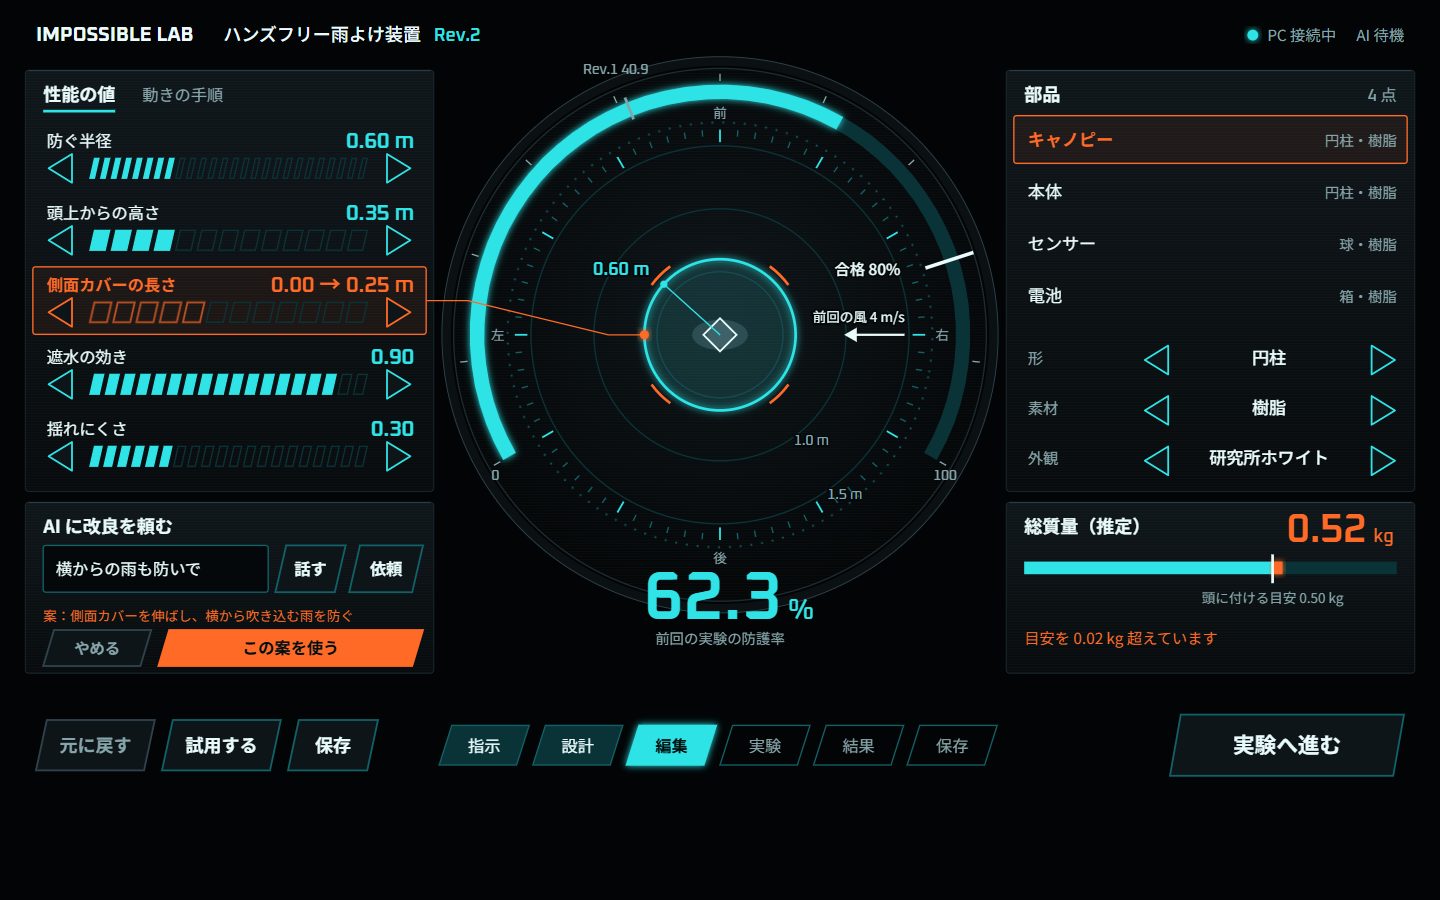 IMPOSSIBLE LAB ハンズフリー雨よけ装置 Rev.2
PC 接続中 AI 待機
性能の値 動きの手順
防ぐ半径 0.60 m
頭上からの高さ 0.35 m
側面カバーの長さ 0.00 → 0.25 m
遮水の効き 0.90
揺れにくさ 0.30
AI に改良を頼む
横からの雨も防いで 話す 依頼
案：側面カバーを伸ばし、横から吹き込む雨を防ぐ
やめる この案を使う
Rev.1 40.9
前
0.60 m
合格 80%
前回の風 4 m/s
左 右
1.0 m
0 100
1.5 m
後
62.3 %
前回の実験の防護率
部品 4 点
キャノピー 円柱・樹脂
本体 円柱・樹脂
センサー 球・樹脂
電池 箱・樹脂
形 円柱
素材 樹脂
外観 研究所ホワイト
総質量（推定） 0.52 kg
頭に付ける目安 0.50 kg
目安を 0.02 kg 超えています
元に戻す 試用する 保存
指示 設計 編集 実験 結果 保存
実験へ進む